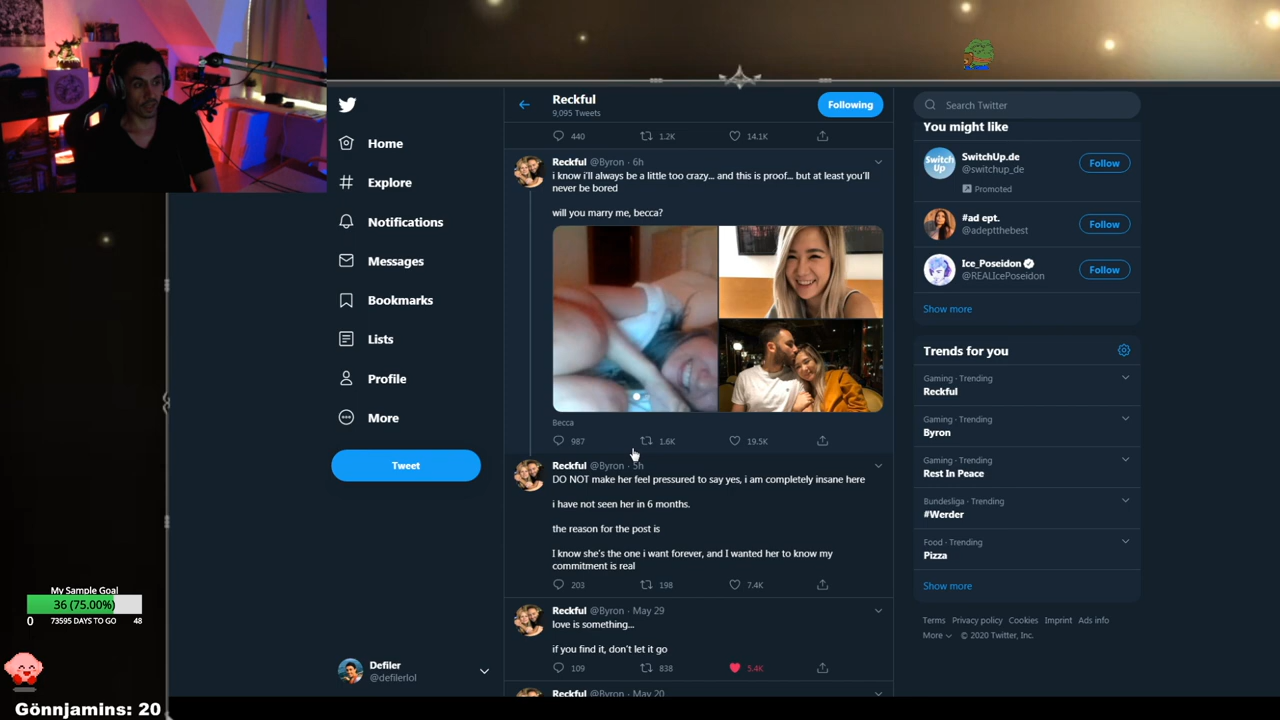 Reckful
9,095 Tweets
Following
Search Twitter
440 1.2K 14.1K
Reckful @Byron · 6h
i know i'll always be a little too crazy... and this is proof... but at least you'll
never be bored
will you marry me, becca?
Becca
987 1.6K 19.5K
Reckful @Byron · 5h
DO NOT make her feel pressured to say yes, i am completely insane here
i have not seen her in 6 months.
the reason for the post is
I know she's the one i want forever, and I wanted her to know my
commitment is real
203 198 7.4K
Reckful @Byron · May 29
love is something...
if you find it, don't let it go
109 838 5.4K
Reckful @Byron · May 20
Home
Explore
Notifications
Messages
Bookmarks
Lists
Profile
More
Tweet
Defiler
@defilerlol
You might like
Switch
Up
SwitchUp.de
@switchup_de
Promoted
Follow
#ad ept.
@adeptthebest
Follow
Ice_Poseidon
@REALIcePoseidon
Follow
Show more
Trends for you
Gaming · Trending
Reckful
Gaming · Trending
Byron
Gaming · Trending
Rest In Peace
Bundesliga · Trending
#Werder
Food · Trending
Pizza
Show more
Terms Privacy policy Cookies Imprint Ads info
More © 2020 Twitter, Inc.
My Sample Goal
36 (75.00%)
0 73595 DAYS TO GO 48
Gönnjamins: 20